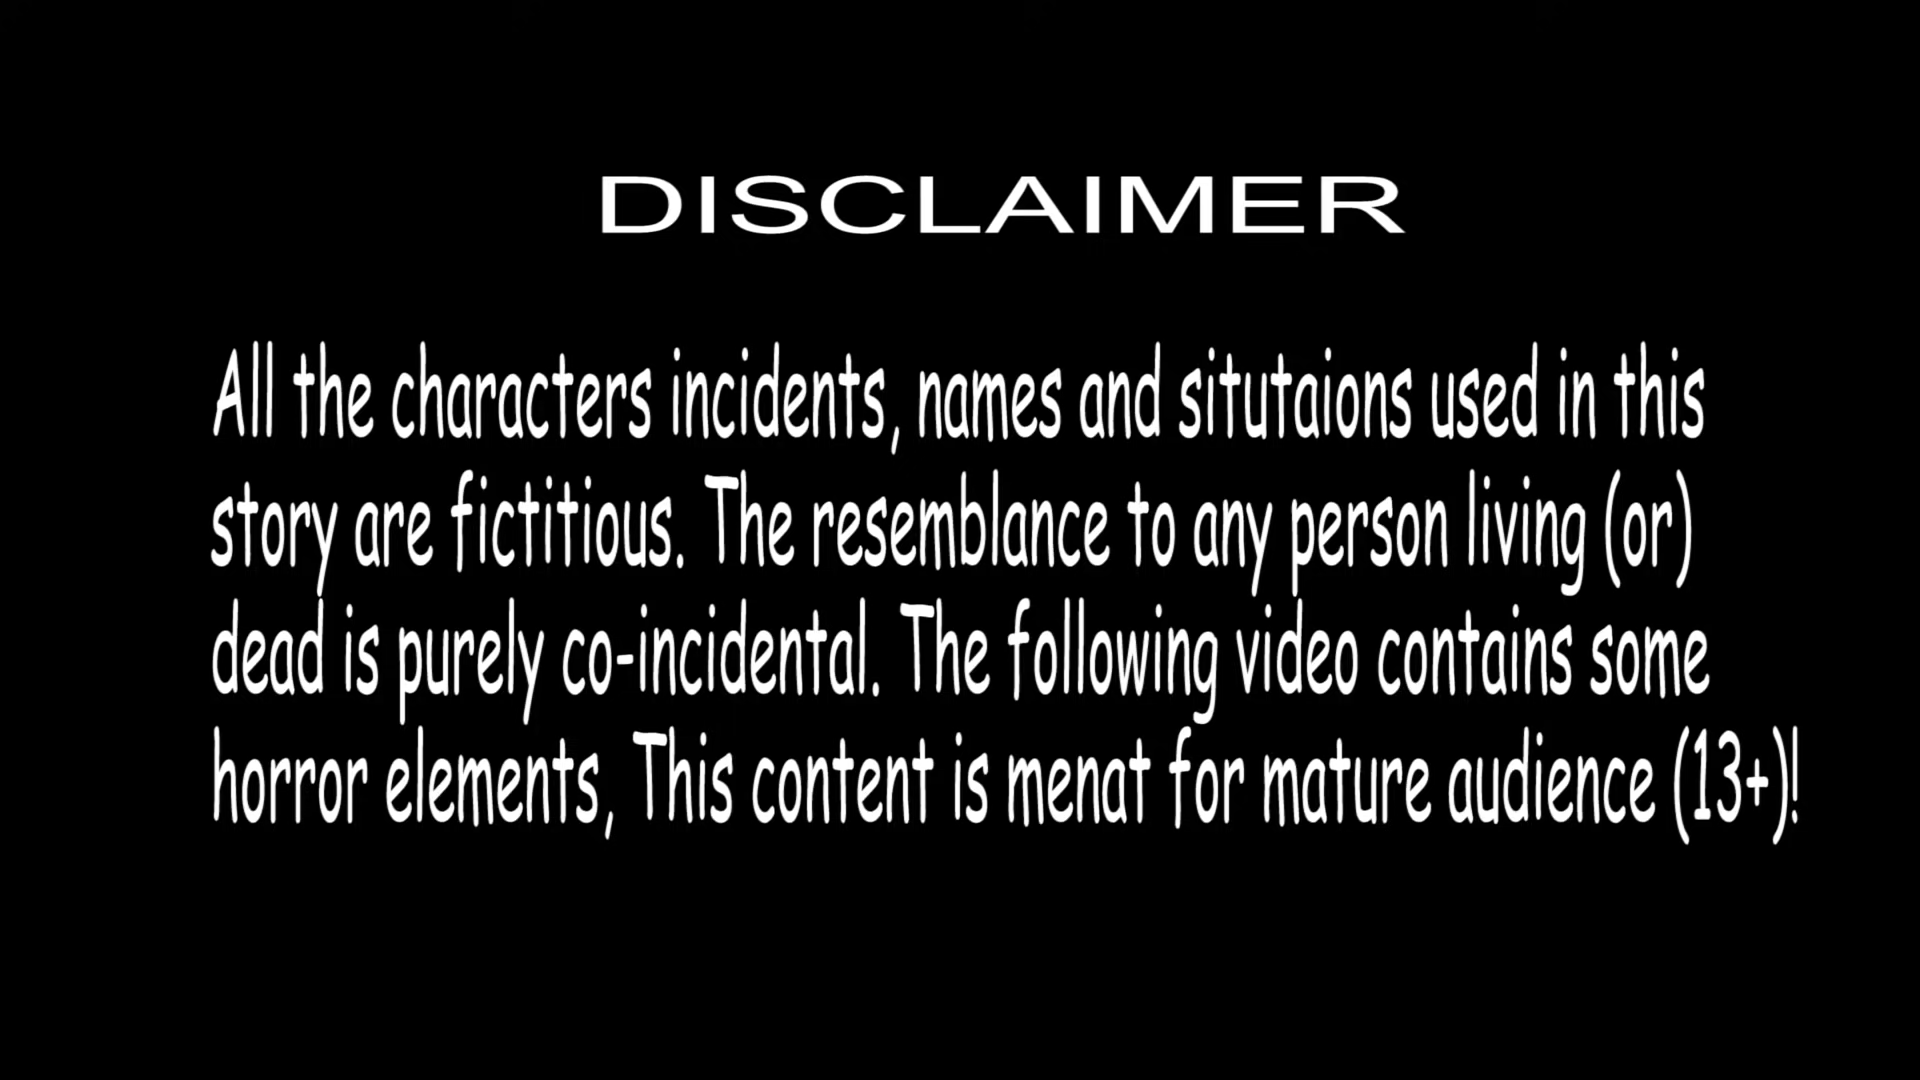 DISCLAIMER
All the characters incidents, names and situtaions used in this
story are fictitious. The resemblance to any person living (or)
dead is purely co-incidental. The following video contains some
horror elements, This content is menat for mature audience (13+)!